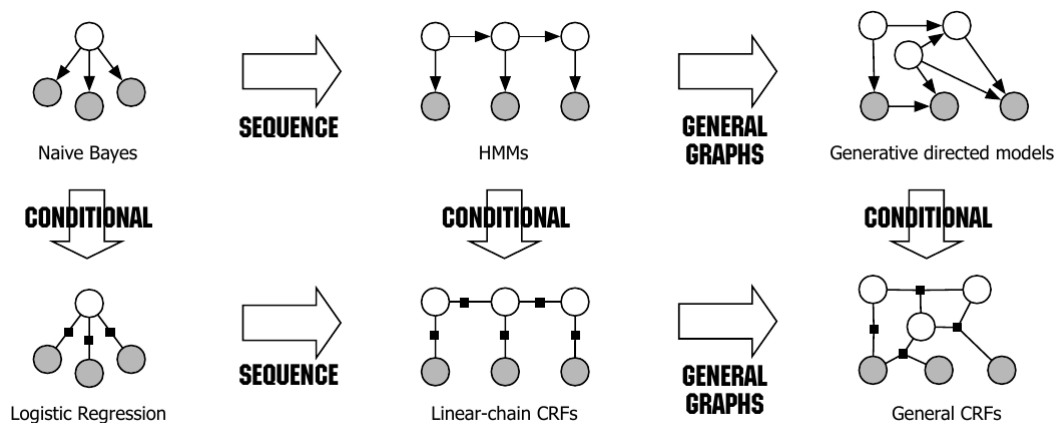 SEQUENCE
GENERAL
GRAPHS
Naive Bayes
HMMs
Generative directed models
CONDITIONAL
CONDITIONAL
CONDITIONAL
SEQUENCE
GENERAL
GRAPHS
Logistic Regression
Linear-chain CRFs
General CRFs